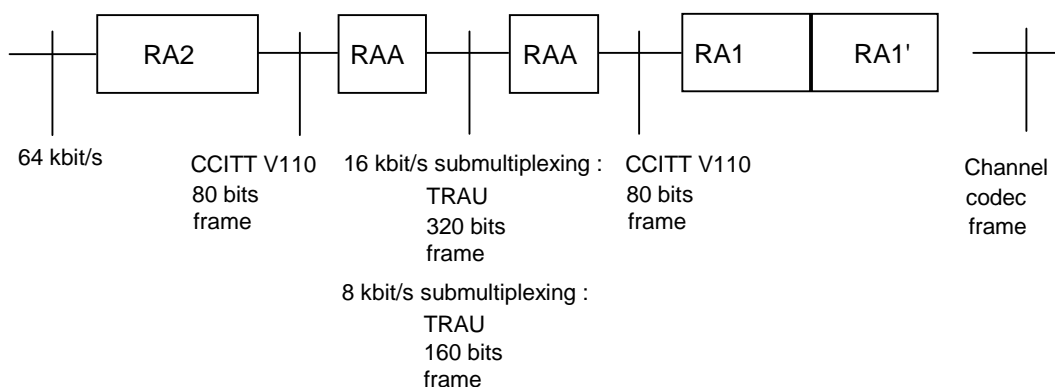 RA2
RAA
RAA
RA1
RA1'
64 kbit/s
CCITT V110
80 bits
frame
16 kbit/s submultiplexing :
TRAU
320 bits
frame
8 kbit/s submultiplexing :
TRAU
160 bits
frame
CCITT V110
80 bits
frame
Channel
codec
frame